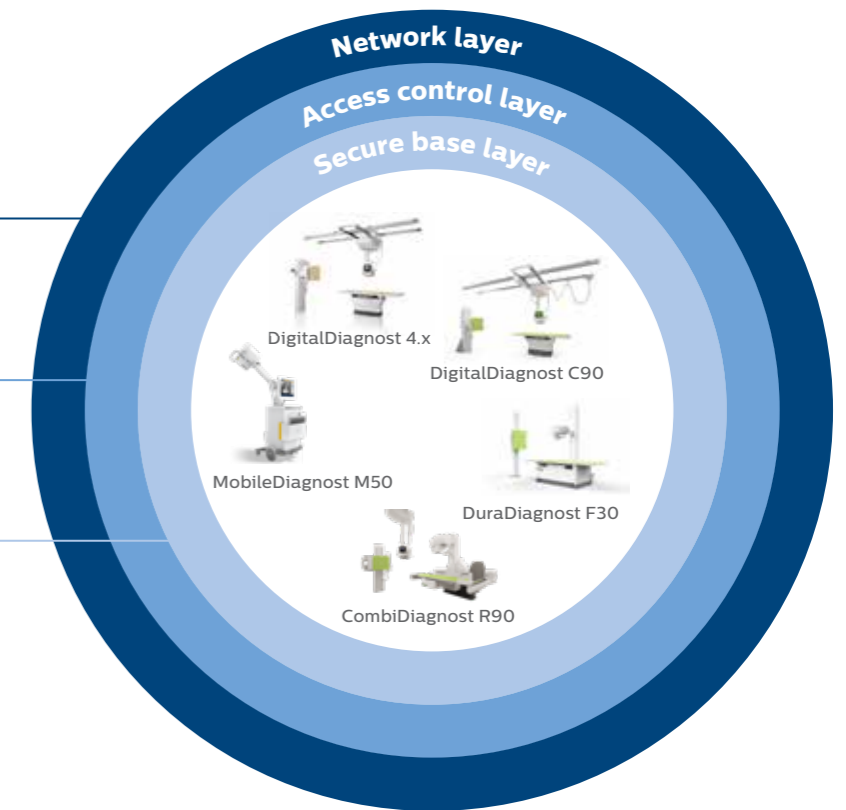 Network layer
Access control layer
Secure base layer
DigitalDiagnost 4.x
DigitalDiagnost C90
MobileDiagnost M50
DuraDiagnost F30
CombiDiagnost R90